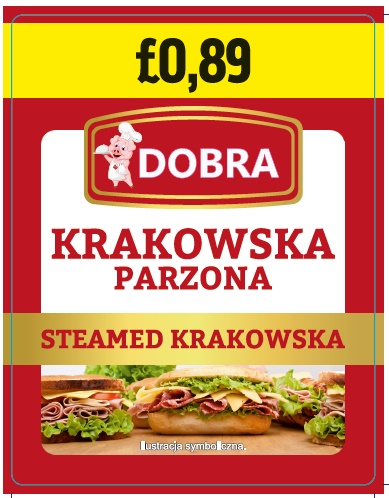 £0,89
DOBRA
KRAKOWSKA
PARZONA
STEAMED KRAKOWSKA
Ilustracja symboliczna.